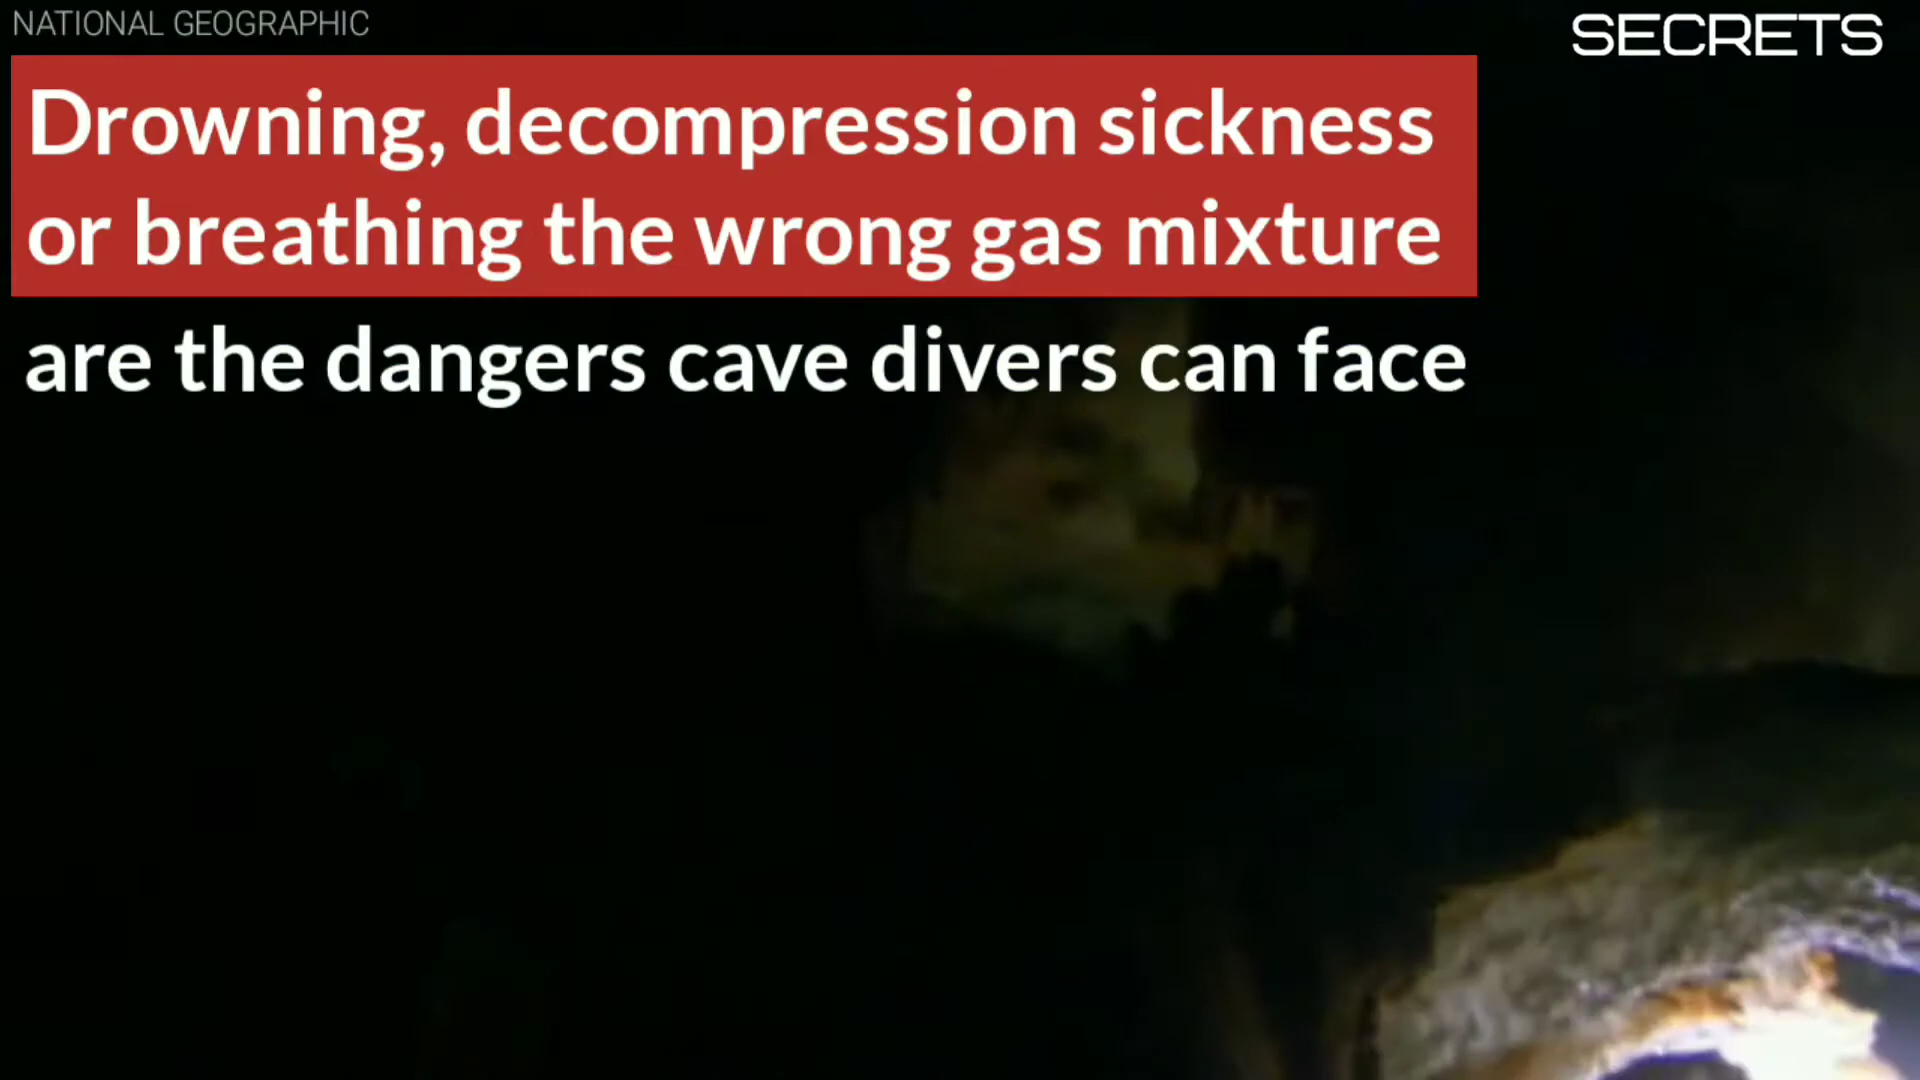 NATIONAL GEOGRAPHIC
SECRETS
Drowning, decompression sickness
or breathing the wrong gas mixture
are the dangers cave divers can face